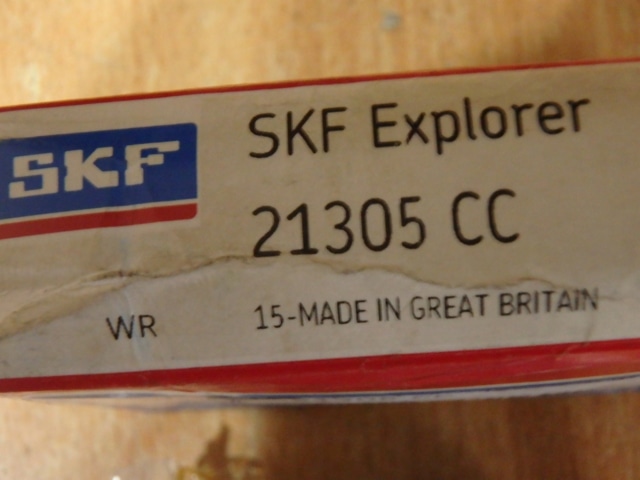 SKF
SKF Explorer
21305 CC
WR
15-MADE IN GREAT BRITAIN